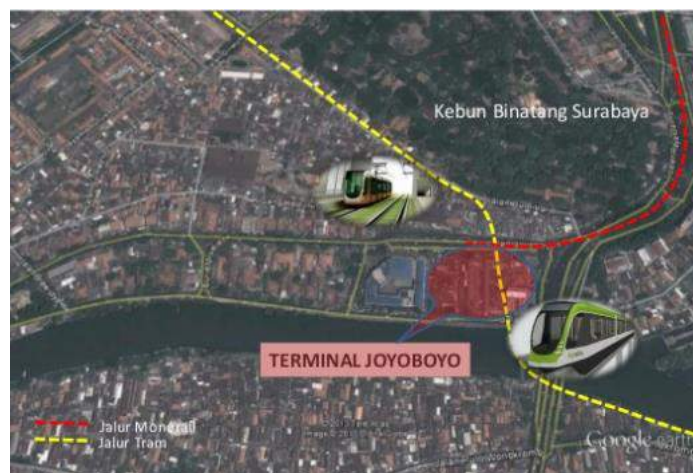 Kebun Binatang Surabaya
TERMINAL JOYOBOYO
Jalur Monorail
Jalur Tram
Google earth